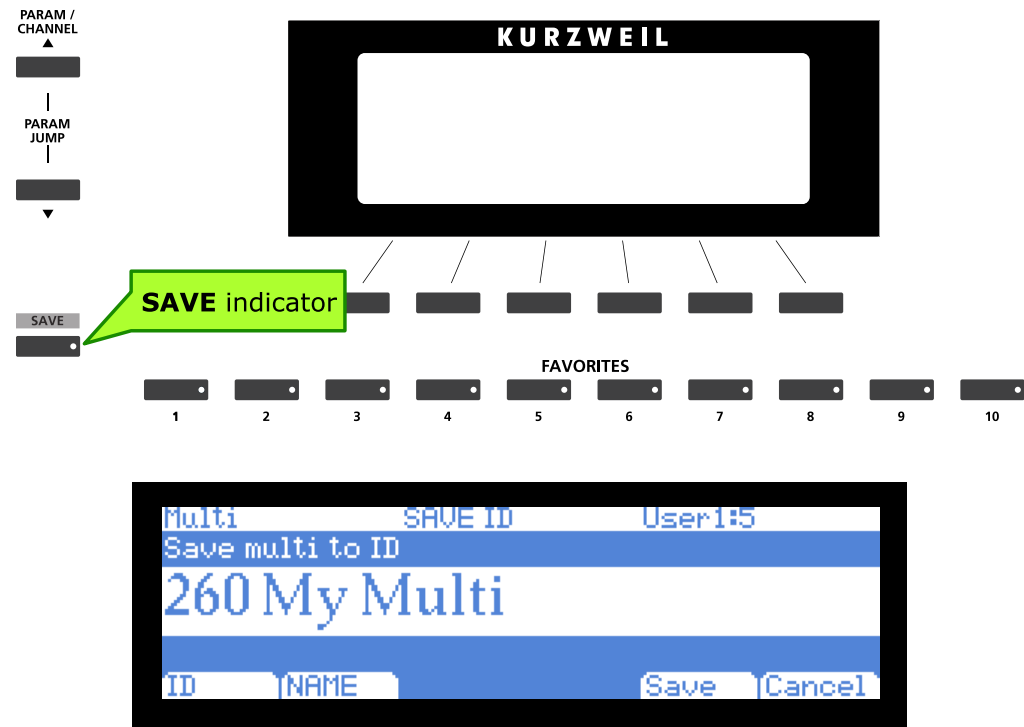 PARAM /
CHANNEL
▲
KURZWEIL
PARAM
JUMP
▼
SAVE indicator
SAVE
FAVORITES
1 2 3 4 5 6 7 8 9 10
Multi SAVE ID User1:5
Save multi to ID
260 My Multi
ID NAME Save Cancel